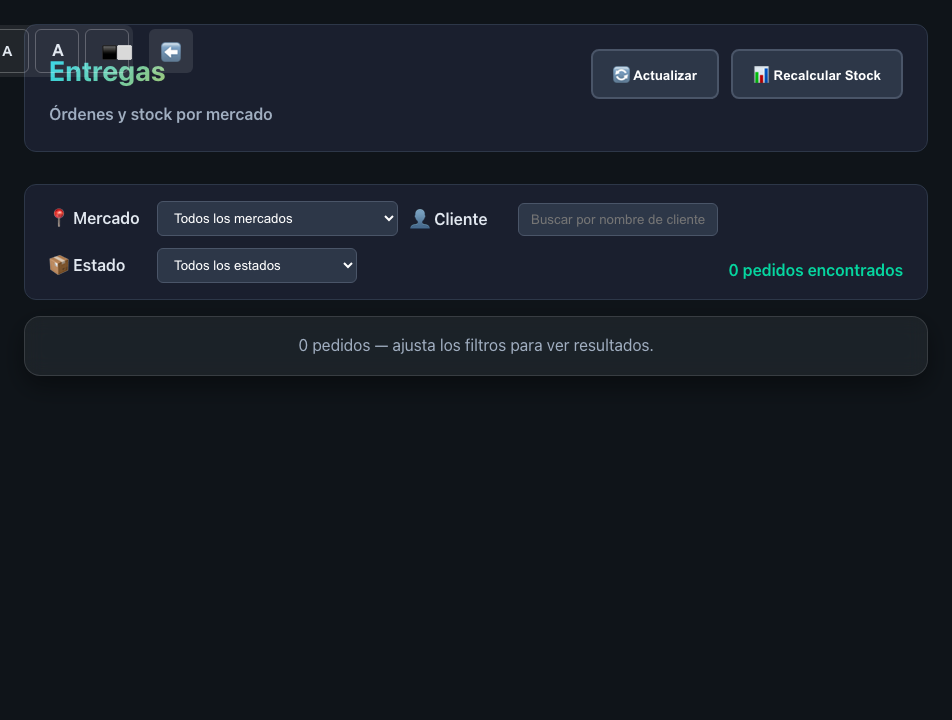 A A
Entregas
Órdenes y stock por mercado
Actualizar
Recalcular Stock
Mercado
Todos los mercados
Cliente
Buscar por nombre de cliente
Estado
Todos los estados
0 pedidos encontrados
0 pedidos — ajusta los filtros para ver resultados.